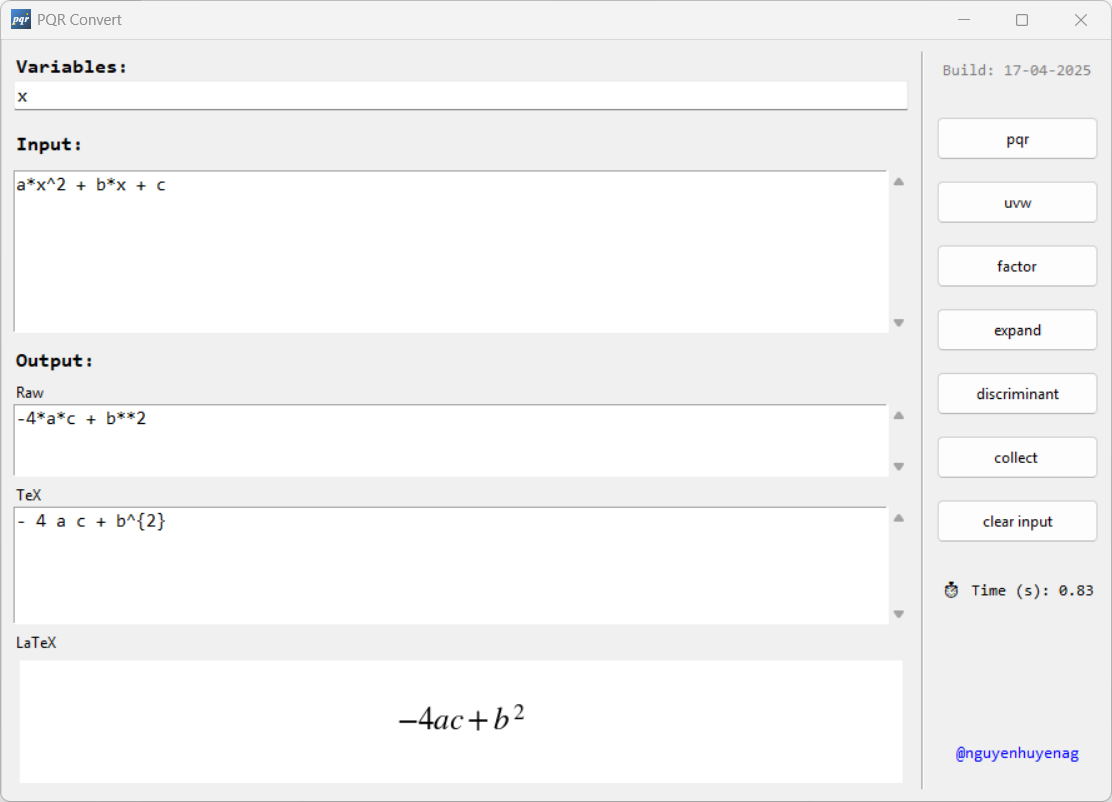 pqr PQR Convert
Variables:
x
Input:
a*x^2 + b*x + c
Output:
Raw
-4*a*c + b**2
TeX
- 4 a c + b^{2}
LaTeX
−4ac+b²
Build: 17-04-2025
pqr
uvw
factor
expand
discriminant
collect
clear input
⏱ Time (s): 0.83
@nguyenhuyenag